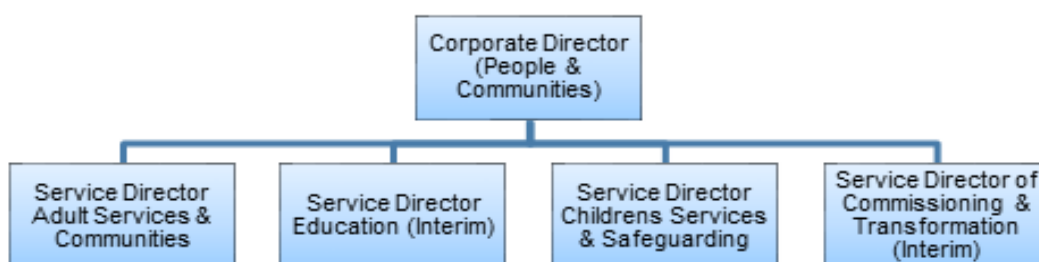 Corporate Director
(People &
Communities)
Service Director
Adult Services &
Communities
Service Director
Education (Interim)
Service Director
Childrens Services
& Safeguarding
Service Director of
Commissioning &
Transformation
(Interim)